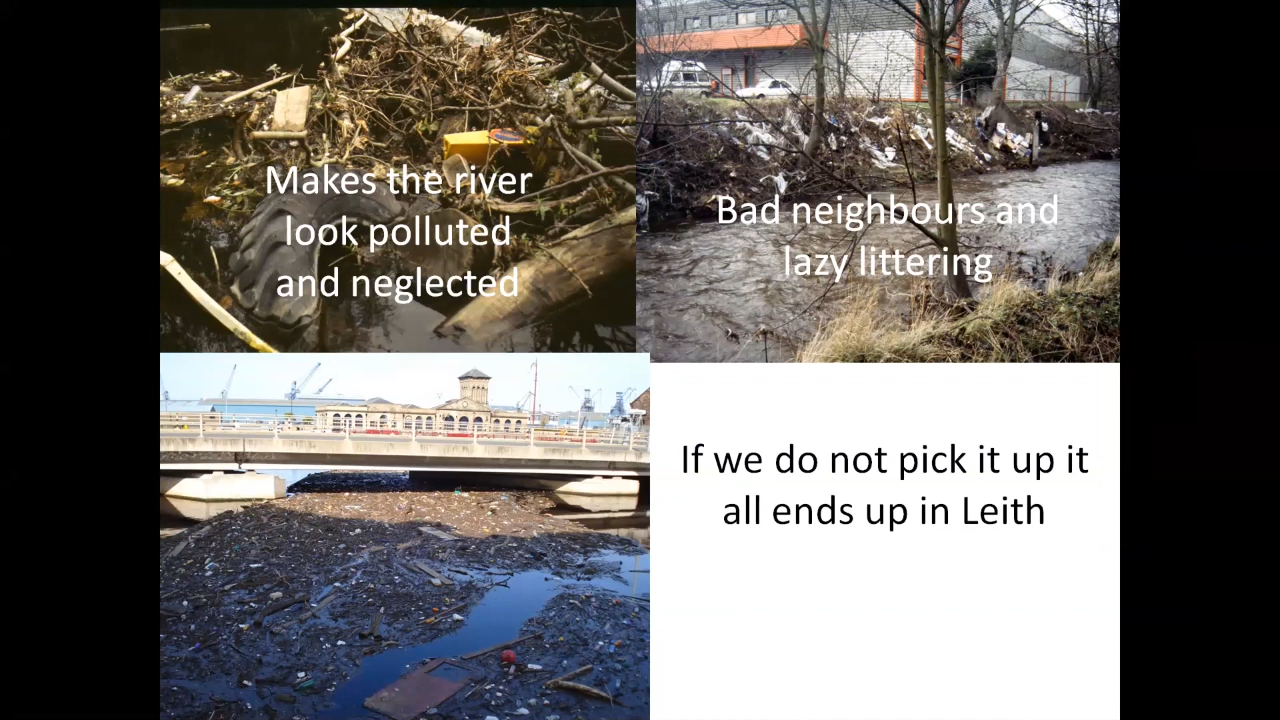 Makes the river
look polluted
and neglected
Bad neighbours and
lazy littering
If we do not pick it up it
all ends up in Leith